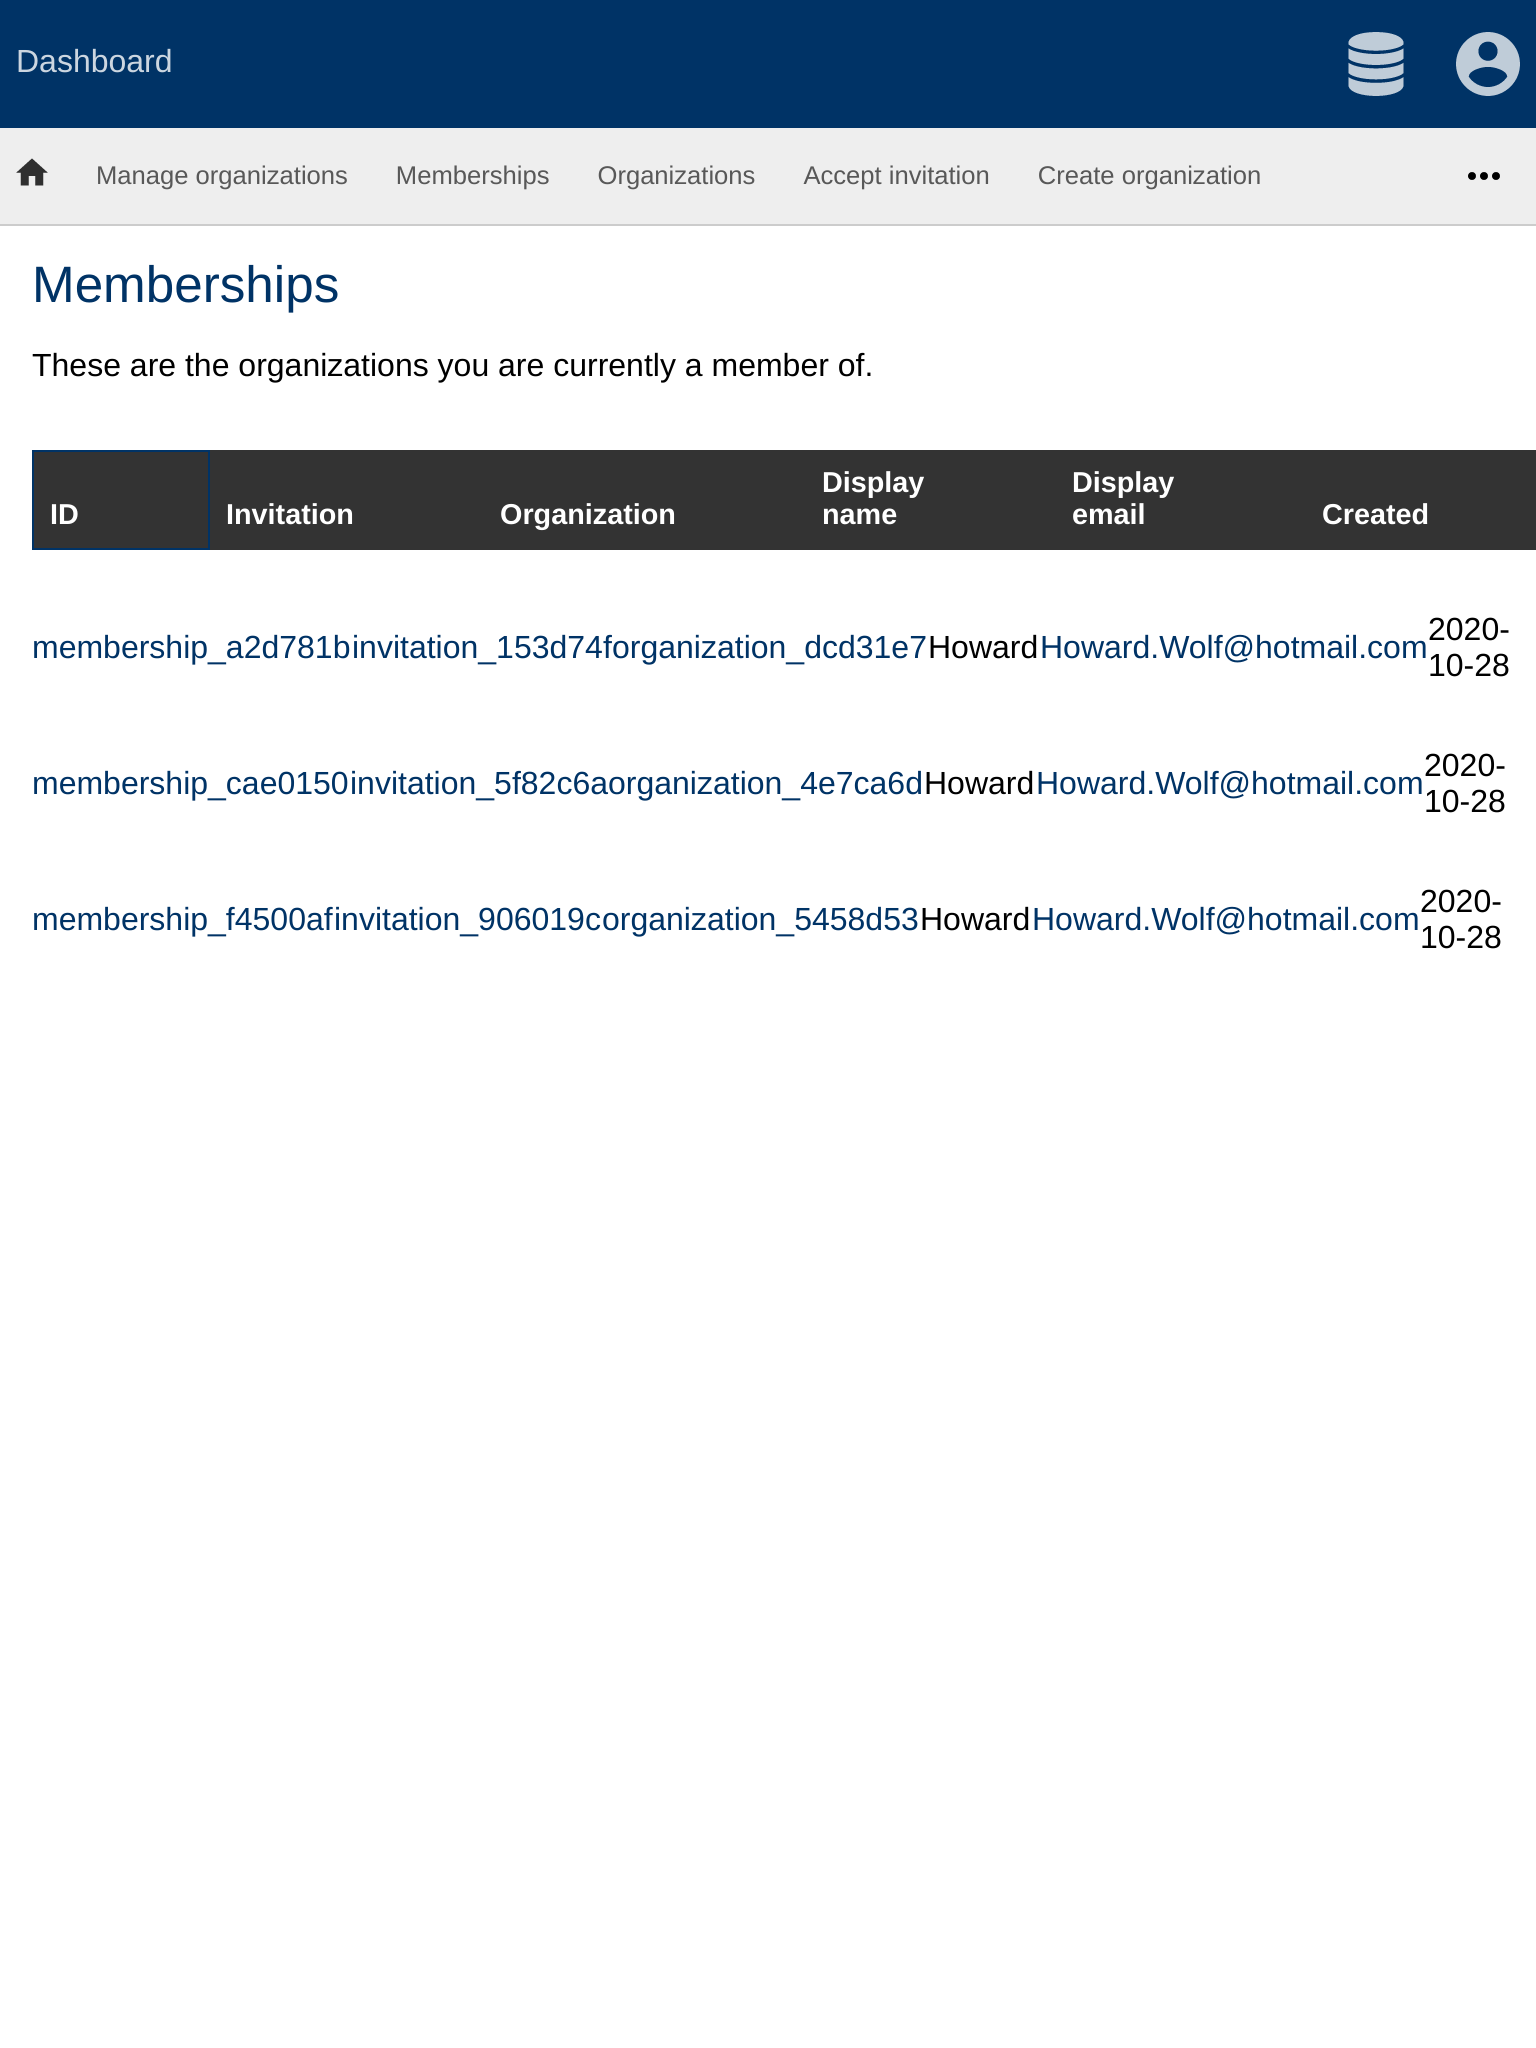 Dashboard
Manage organizations Memberships Organizations Accept invitation Create organization
Memberships
These are the organizations you are currently a member of.
ID Invitation Organization Display name Display email Created
membership_a2d781b invitation_153d74f organization_dcd31e7 Howard Howard.Wolf@hotmail.com 2020-10-28
membership_cae0150 invitation_5f82c6a organization_4e7ca6d Howard Howard.Wolf@hotmail.com 2020-10-28
membership_f4500af invitation_906019c organization_5458d53 Howard Howard.Wolf@hotmail.com 2020-10-28